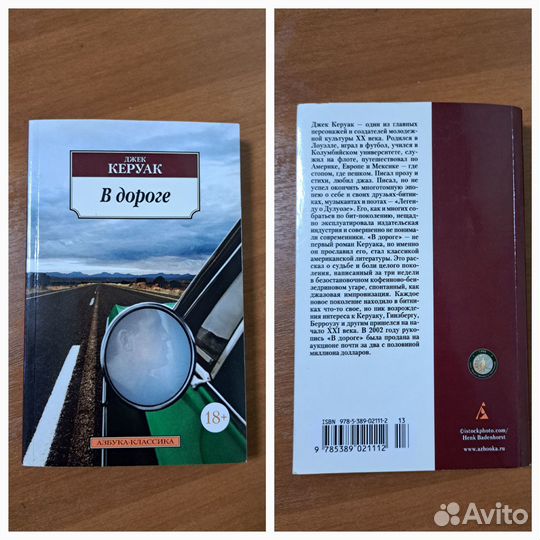 ДЖЕК
КЕРУАК
В дороге
18+
АЗБУКА-КЛАССИКА
Джек Керуак — один из главных
персонажей и создателей молодеж-
ной культуры XX века. Родился в
Лоуэлле, играл в футбол, учился в
Колумбийском университете, слу-
жил на флоте, путешествовал по
Америке, Европе и Мексике — где
стопом, где пешком. Писал прозу и
стихи, любил джаз. Писал, но не
успел окончить многотомную эпо-
пею о себе и своих друзьях-битни-
ках, музыкантах и поэтах — «Леген-
ду о Дулуозе». Его, как и многих со-
братьев по бит-поколению, нещад-
но эксплуатировала издательская
индустрия и совершенно не понима-
ли современники. «В дороге» — не
первый роман Керуака, но именно
он прославил его, стал классикой
американской литературы. Это рас-
сказ о судьбе и боли целого поко-
ления, написанный за три недели
в безостановочном кофеиново-бен-
зедриновом угаре, спонтанный, как
джазовая импровизация. Каждое
новое поколение находило в битни-
ках что-то свое, но пик возрожде-
ния интереса к Керуаку, Гинзбергу,
Берроузу и другим пришелся на на-
чало XXI века. В 2002 году руко-
пись «В дороге» была продана на
аукционе почти за два с половиной
миллиона долларов.
ISBN 978-5-389-02111-2
13
9 785389 021112
©istockphoto.com/
Henk Badenhorst
www.azbooka.ru
Avito